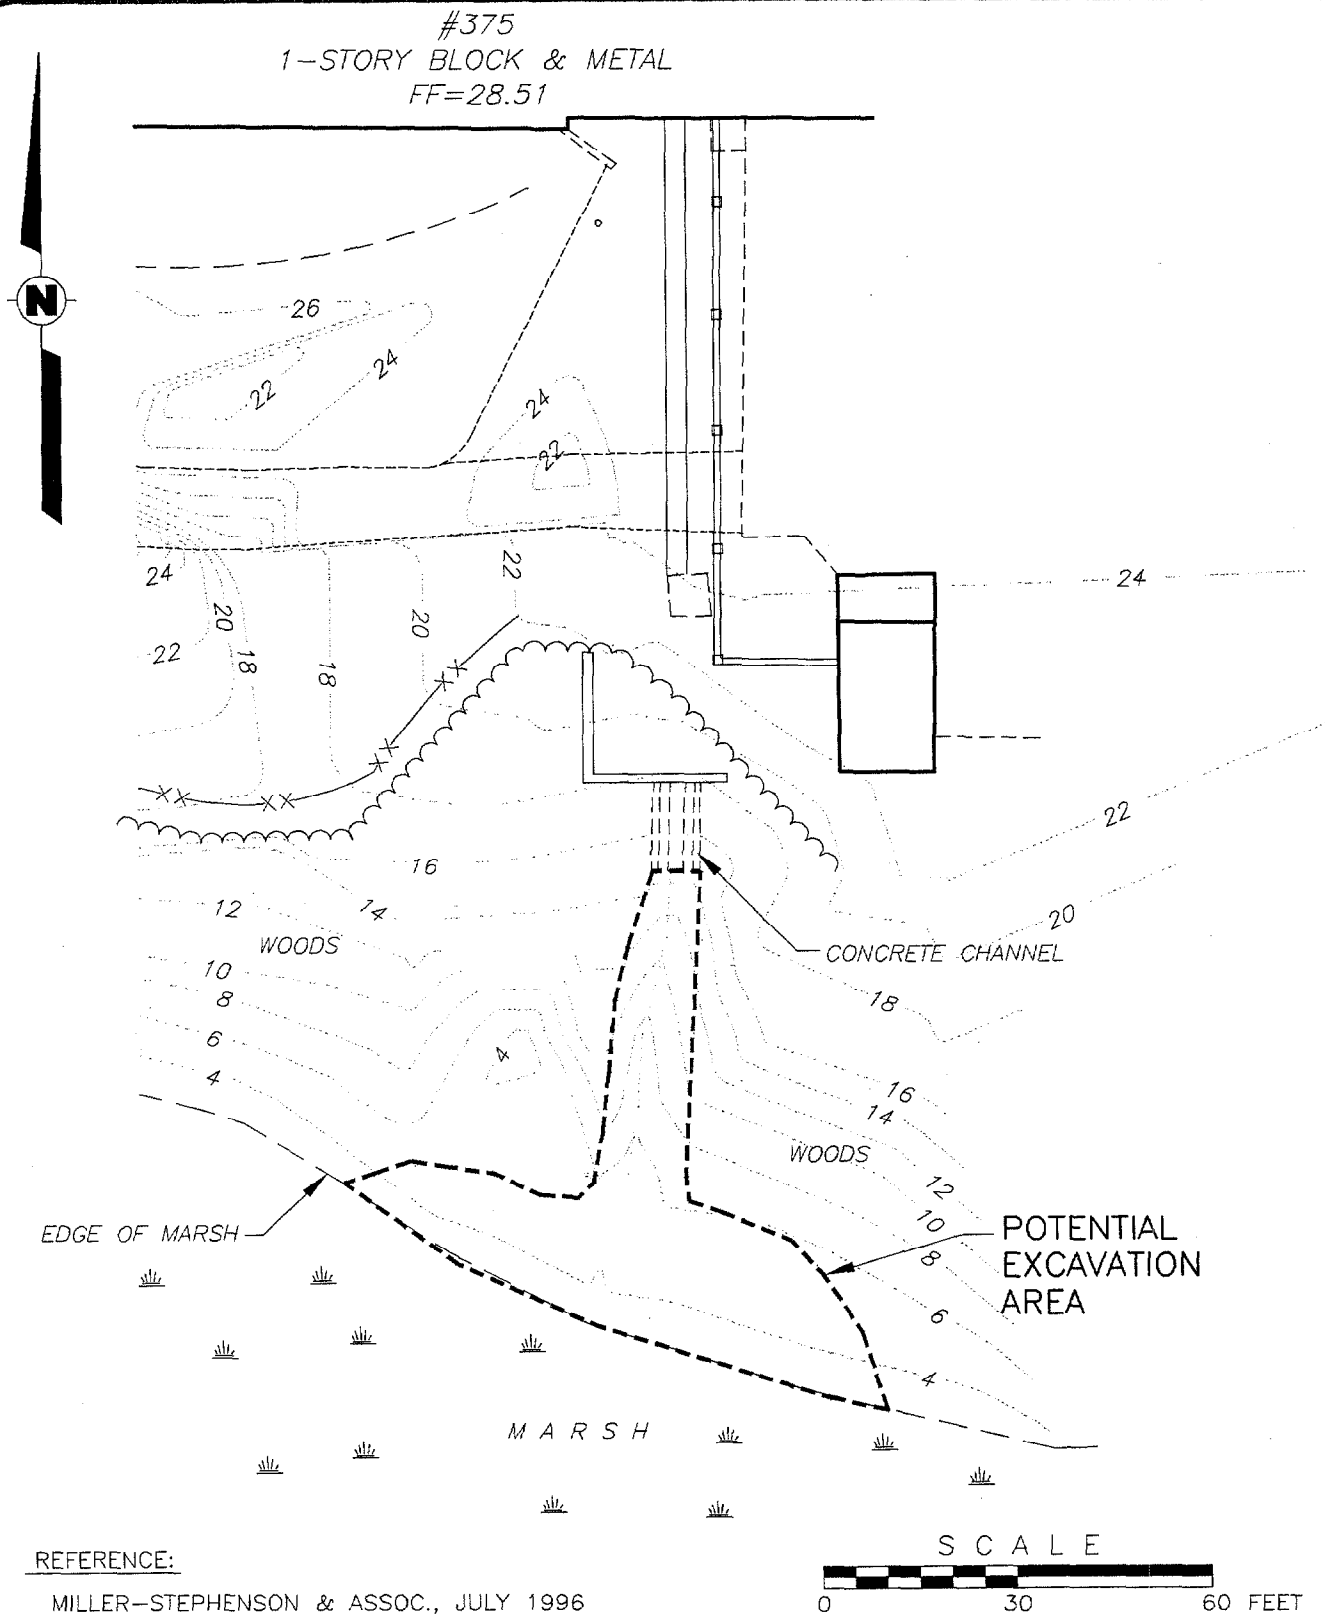 #375
1-STORY BLOCK & METAL
FF=28.51
N
26
24
22
24
22
24
22
20
18
18
20
22
24
22
16
14
12
WOODS
10
8
6
4
4
22
20
CONCRETE CHANNEL
18
16
14
WOODS
12
10
8
6
4
EDGE OF MARSH
POTENTIAL
EXCAVATION
AREA
MARSH
REFERENCE:
MILLER-STEPHENSON & ASSOC., JULY 1996
SCALE
0 30 60 FEET